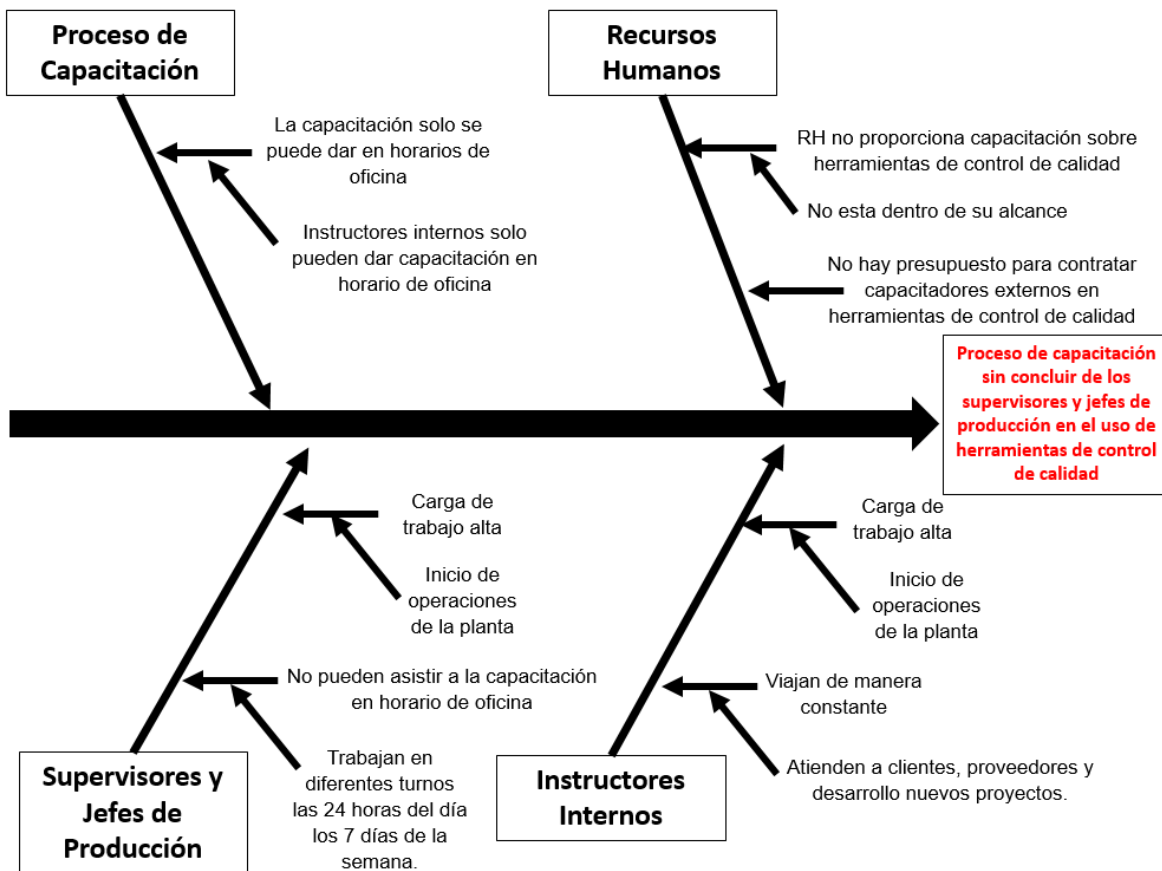 Proceso de
Capacitación
La capacitación solo se
puede dar en horarios de
oficina
Instructores internos solo
pueden dar capacitación en
horario de oficina
Recursos
Humanos
RH no proporciona capacitación sobre
herramientas de control de calidad
No esta dentro de su alcance
No hay presupuesto para contratar
capacitadores externos en
herramientas de control de calidad
Proceso de capacitación
sin concluir de los
supervisores y jefes de
producción en el uso de
herramientas de control
de calidad
Carga de
trabajo alta
Inicio de
operaciones
de la planta
No pueden asistir a la capacitación
en horario de oficina
Trabajan en
diferentes turnos
las 24 horas del día
los 7 días de la
semana.
Supervisores y
Jefes de
Producción
Carga de
trabajo alta
Inicio de
operaciones
de la planta
Viajan de manera
constante
Atienden a clientes, proveedores y
desarrollo nuevos proyectos.
Instructores
Internos